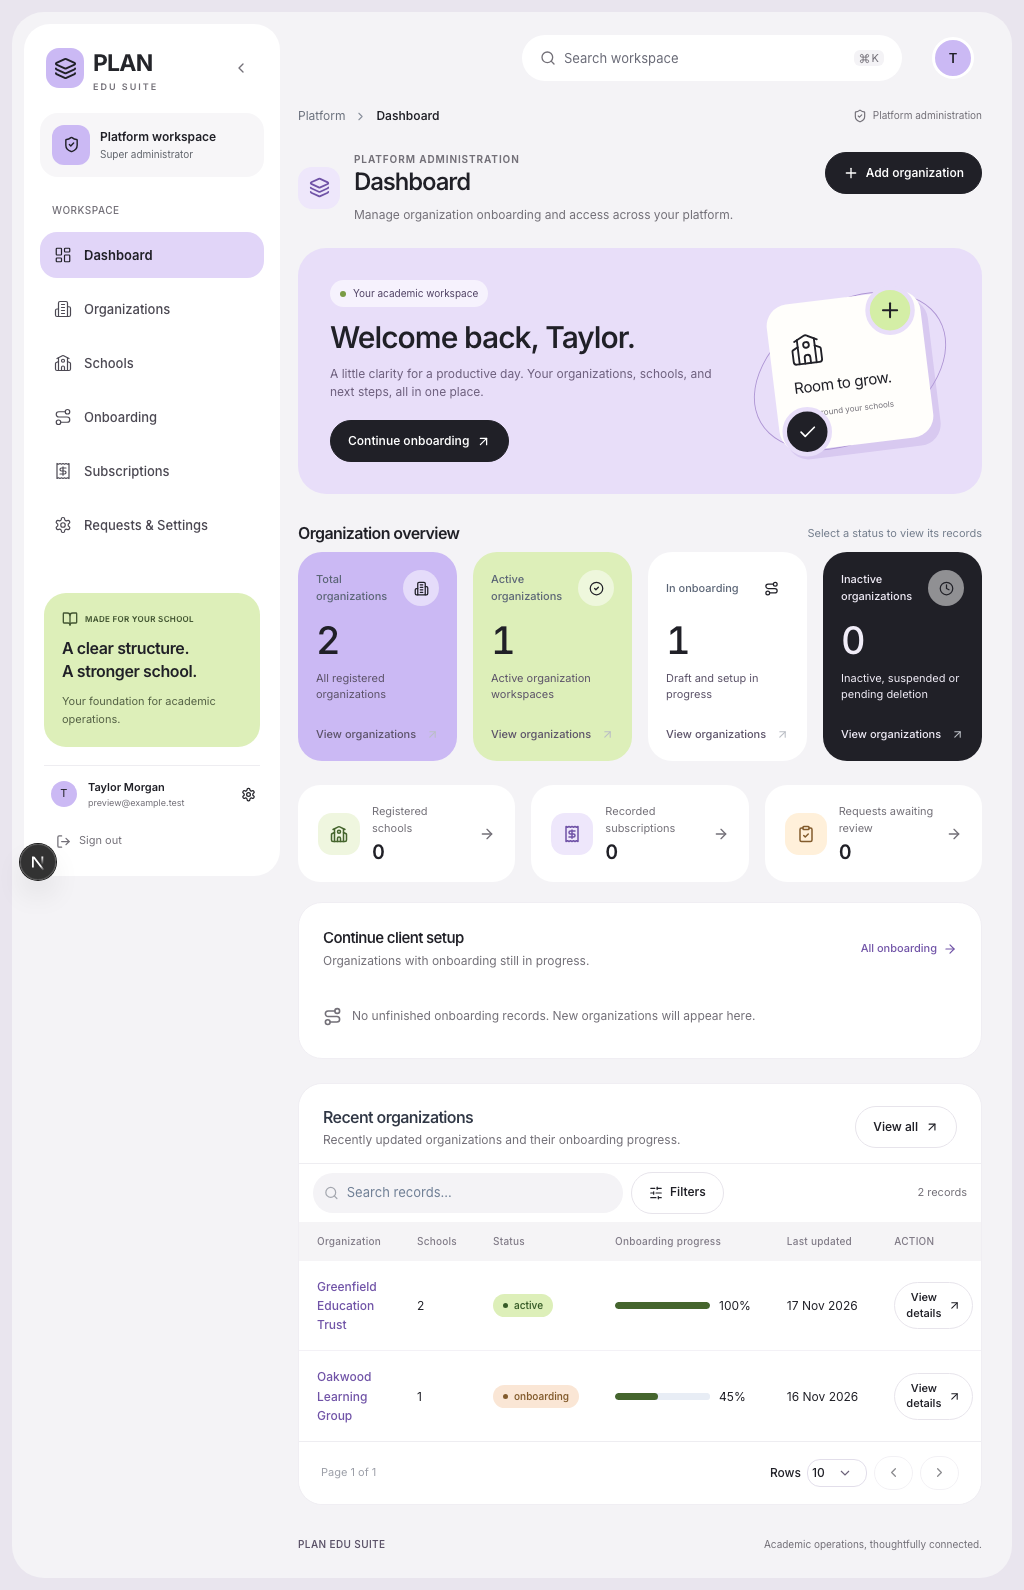 PLAN
EDU SUITE
Search workspace
⌘K
T
Platform workspace
Super administrator
WORKSPACE
Dashboard
Organizations
Schools
Onboarding
Subscriptions
Requests & Settings
MADE FOR YOUR SCHOOL
A clear structure.
A stronger school.
Your foundation for academic
operations.
T
Taylor Morgan
preview@example.test
Sign out
N
Platform
Dashboard
Platform administration
PLATFORM ADMINISTRATION
Dashboard
Manage organization onboarding and access across your platform.
Add organization
Your academic workspace
Welcome back, Taylor.
A little clarity for a productive day. Your organizations, schools, and
next steps, all in one place.
Continue onboarding
Room to grow.
your schools
Organization overview
Select a status to view its records
Total
organizations
2
All registered
organizations
View organizations
Active
organizations
1
Active organization
workspaces
View organizations
In onboarding
1
Draft and setup in
progress
View organizations
Inactive
organizations
0
Inactive, suspended or
pending deletion
View organizations
Registered
schools
0
Recorded
subscriptions
0
Requests awaiting
review
0
Continue client setup
Organizations with onboarding still in progress.
All onboarding
No unfinished onboarding records. New organizations will appear here.
Recent organizations
Recently updated organizations and their onboarding progress.
View all
Search records...
Filters
2 records
Organization Schools Status Onboarding progress Last updated ACTION
Greenfield
Education
Trust
2
active
100%
17 Nov 2026
View
details
Oakwood
Learning
Group
1
onboarding
45%
16 Nov 2026
View
details
Page 1 of 1
Rows 10
PLAN EDU SUITE
Academic operations, thoughtfully connected.